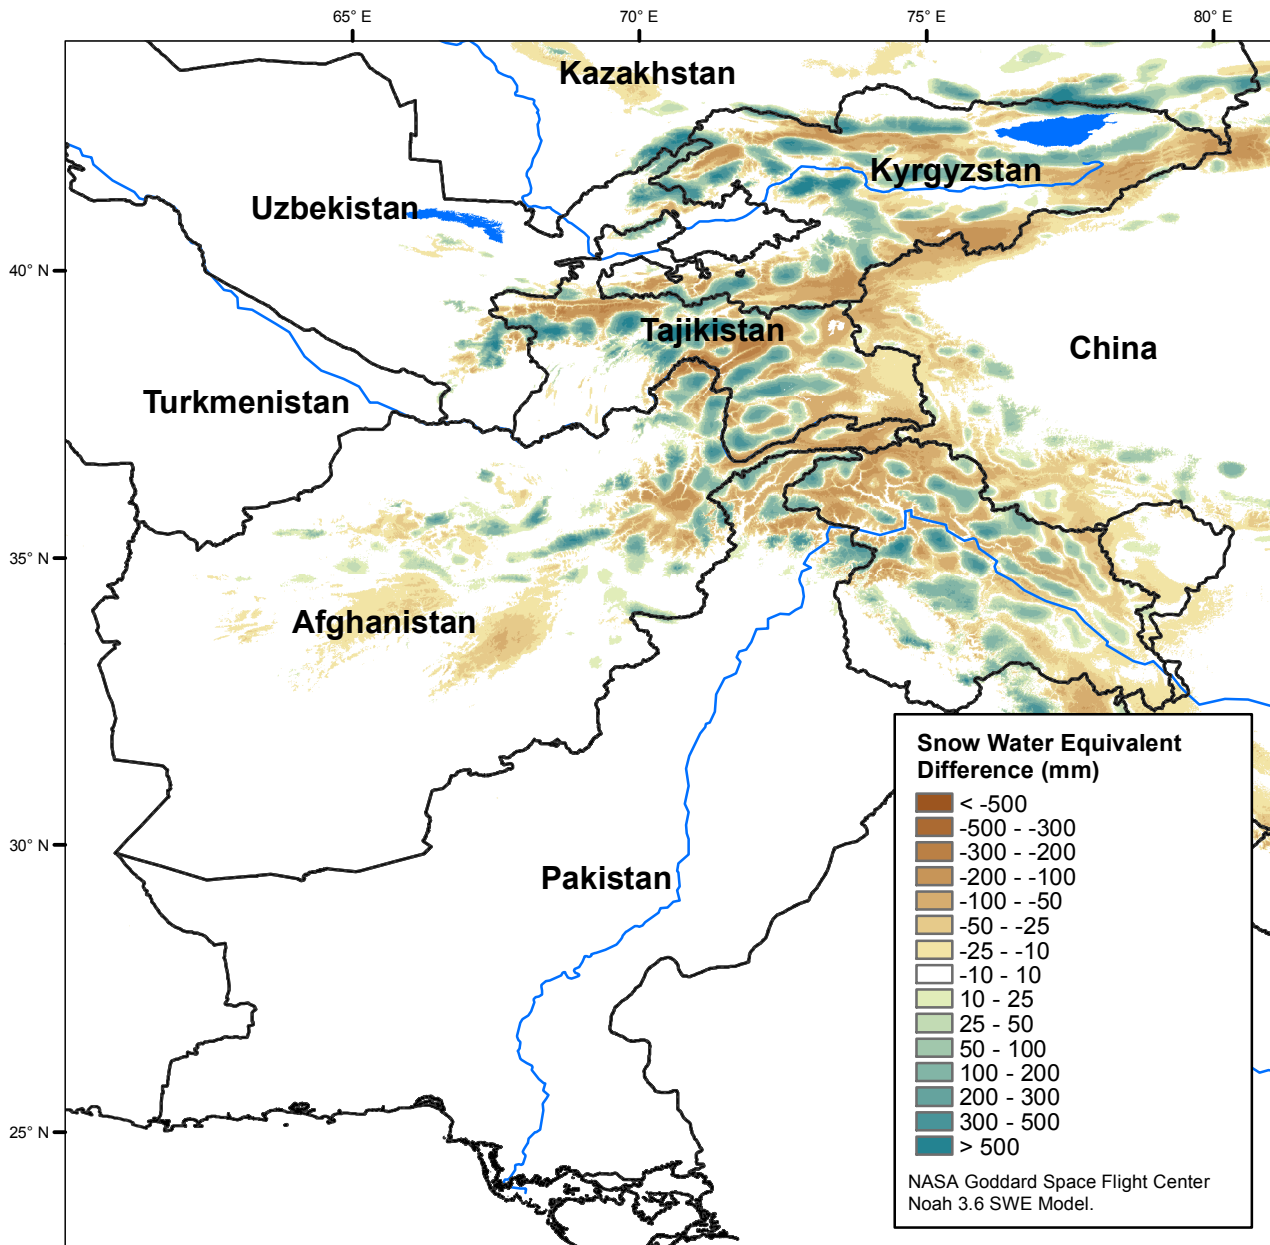 65° E
70° E
75° E
80° E
Kazakhstan
Kyrgyzstan
Uzbekistan
40° N
Tajikistan
China
Turkmenistan
35° N
Afghanistan
Snow Water Equivalent
Difference (mm)
< -500
-500 - -300
-300 - -200
-200 - -100
-100 - -50
-50 - -25
-25 - -10
-10 - 10
10 - 25
25 - 50
50 - 100
100 - 200
200 - 300
300 - 500
> 500
30° N
Pakistan
25° N
NASA Goddard Space Flight Center
Noah 3.6 SWE Model.